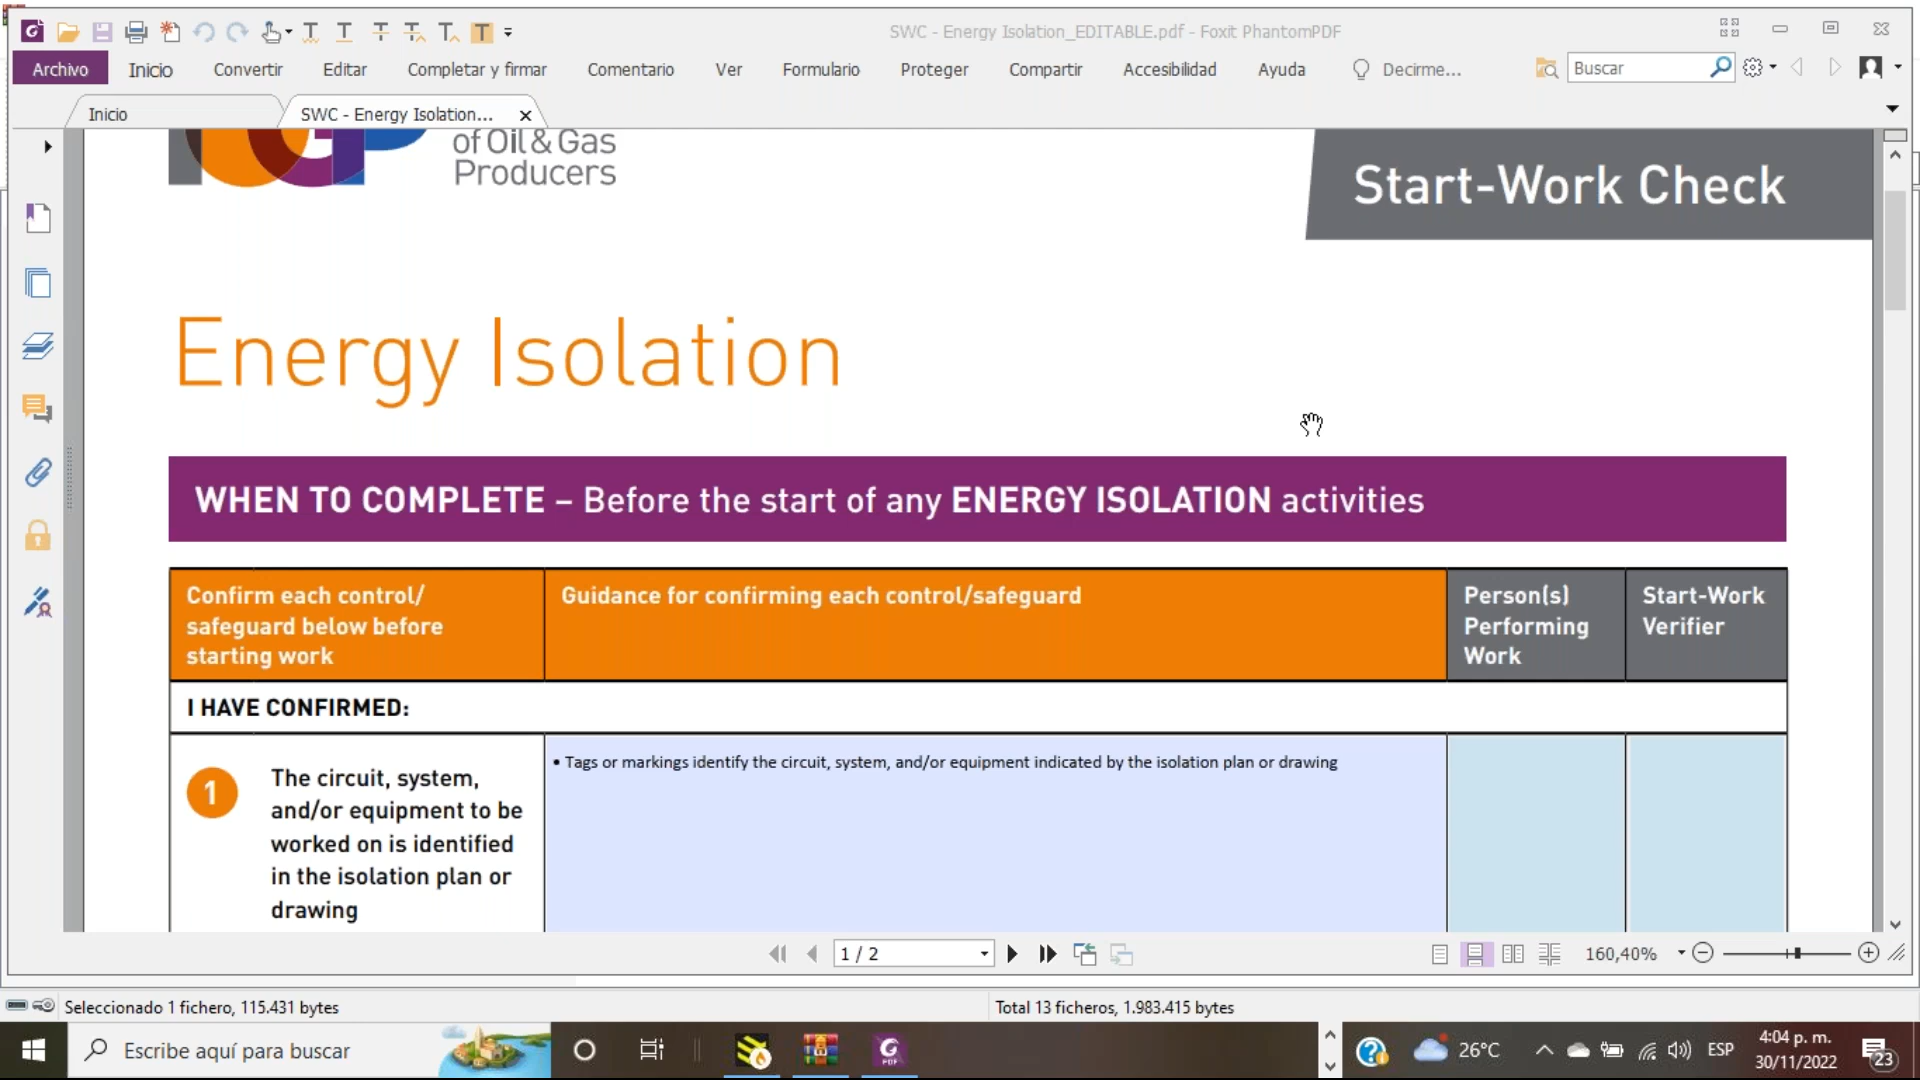 SWC - Energy Isolation_EDITABLE.pdf - Foxit PhantomPDF
Archivo Inicio Convertir Editar Completar y firmar Comentario Ver Formulario Proteger Compartir Accesibilidad Ayuda Decirme... Buscar
Inicio SWC - Energy Isolation...
of Oil & Gas
Producers
Start-Work Check
Energy Isolation
WHEN TO COMPLETE – Before the start of any ENERGY ISOLATION activities
Confirm each control/
safeguard below before
starting work
Guidance for confirming each control/safeguard
Person(s)
Performing
Work
Start-Work
Verifier
I HAVE CONFIRMED:
1
The circuit, system,
and/or equipment to be
worked on is identified
in the isolation plan or
drawing
• Tags or markings identify the circuit, system, and/or equipment indicated by the isolation plan or drawing
1 / 2 160,40%
Seleccionado 1 fichero, 115.431 bytes Total 13 ficheros, 1.983.415 bytes
Escribe aquí para buscar 26°C ESP
4:04 p. m.
30/11/2022
23